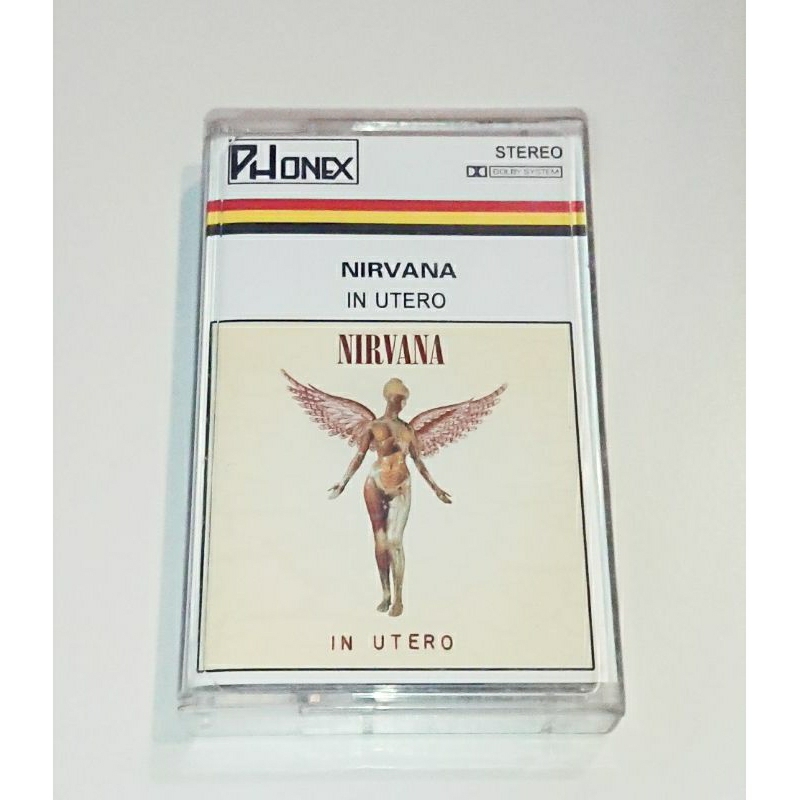 PHONEX
STEREO
DOLBY SYSTEM
NIRVANA
IN UTERO
NIRVANA
IN UTERO